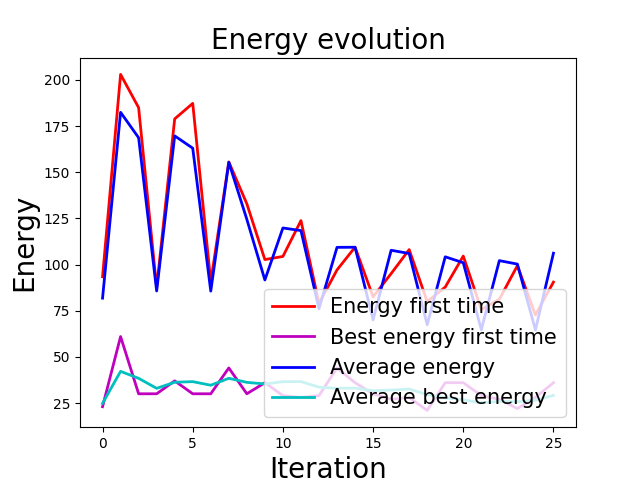 Energy evolution
200
175
150
125
100
75
50
25
Energy
Energy first time
Best energy first time
Average energy
Average best energy
0 5 10 15 20 25
Iteration